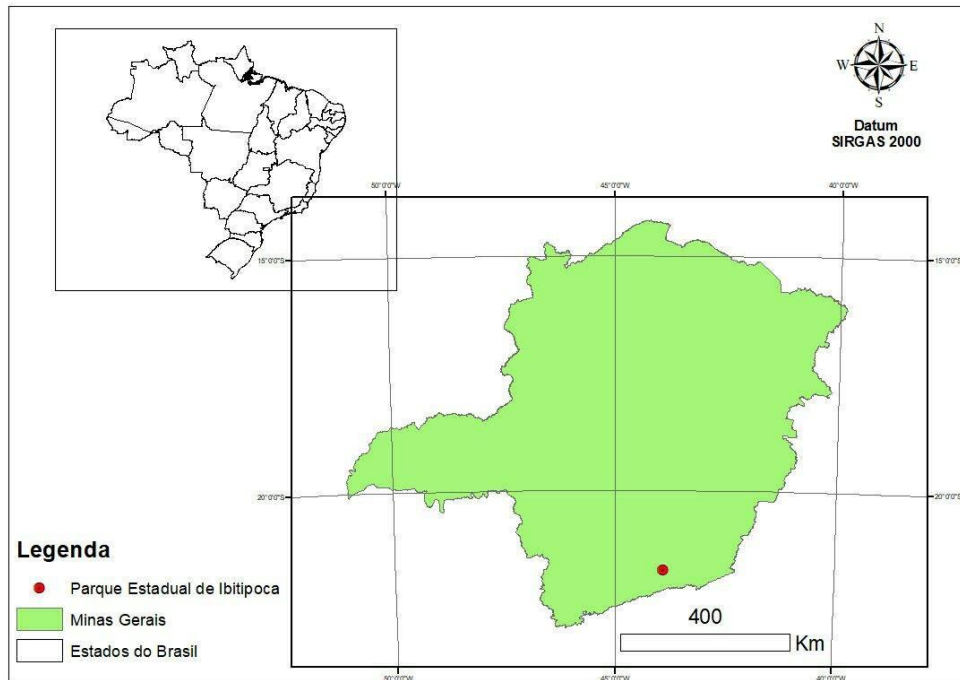 N
W E
S
Datum
SIRGAS 2000
50°0'0"W 45°0'0"W 40°0'0"W
15°0'0"S 15°0'0"S
20°0'0"S 20°0'0"S
Legenda
Parque Estadual de Ibitipoca
Minas Gerais
Estados do Brasil
400
Km
50°0'0"W 45°0'0"W 40°0'0"W